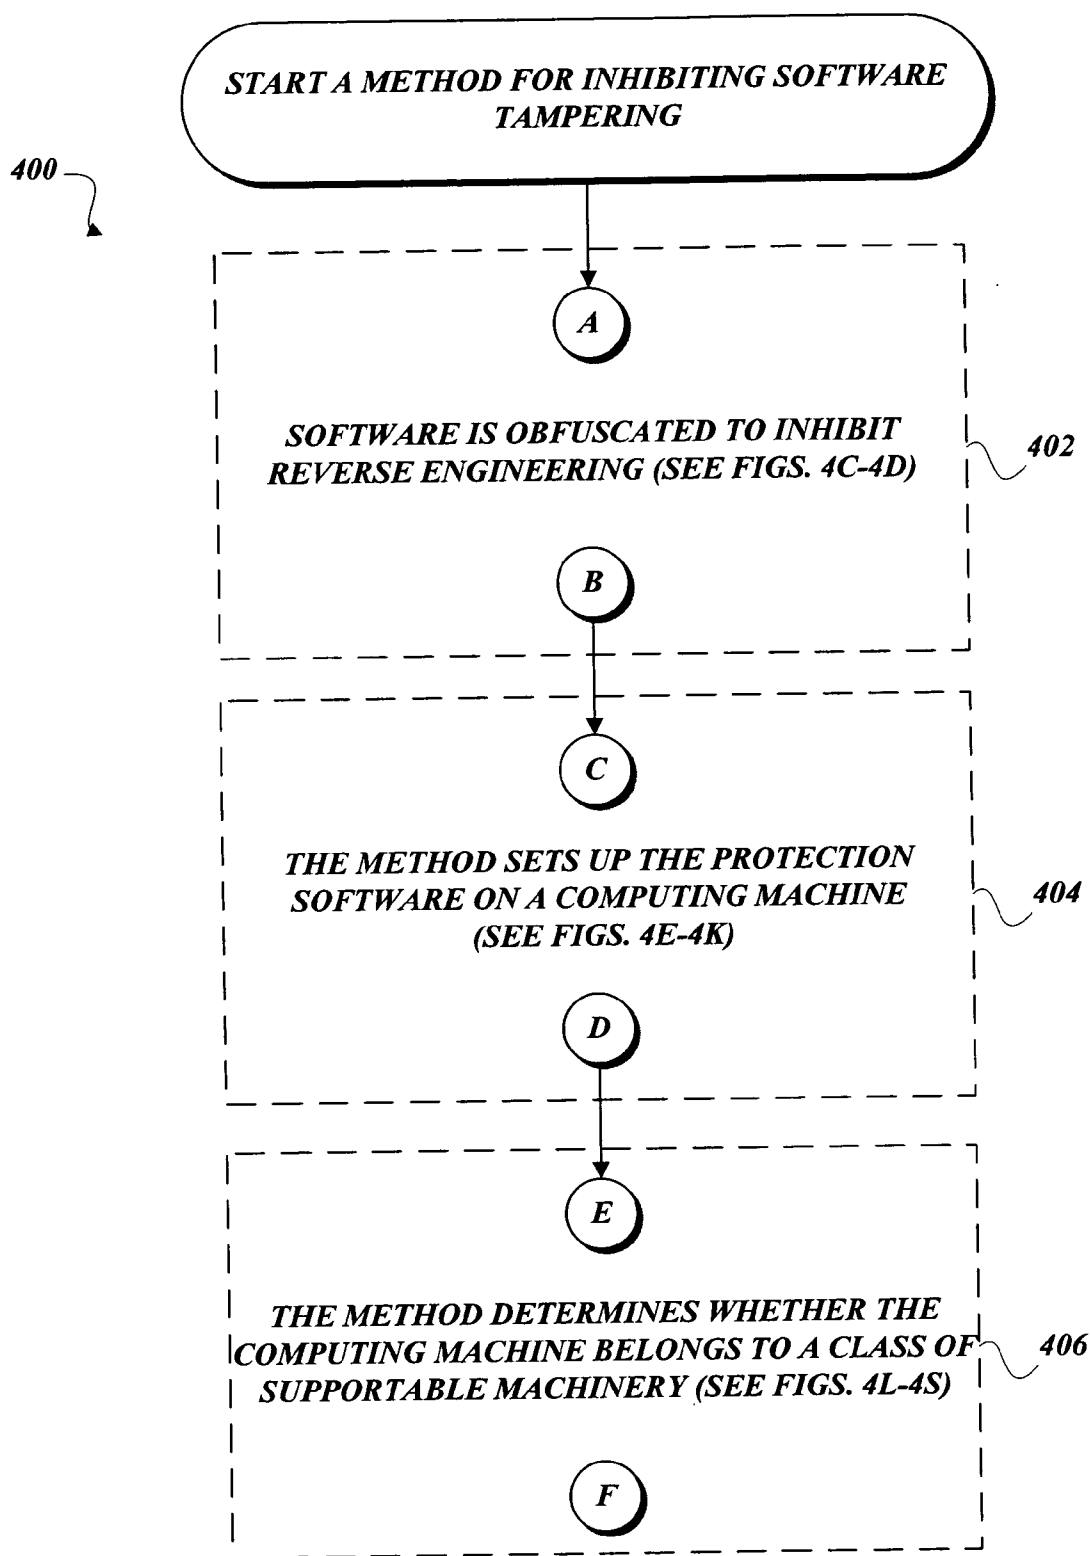 START A METHOD FOR INHIBITING SOFTWARE
TAMPERING
400
A
SOFTWARE IS OBFUSCATED TO INHIBIT
REVERSE ENGINEERING (SEE FIGS. 4C-4D)
402
B
C
THE METHOD SETS UP THE PROTECTION
SOFTWARE ON A COMPUTING MACHINE
(SEE FIGS. 4E-4K)
404
D
E
THE METHOD DETERMINES WHETHER THE
COMPUTING MACHINE BELONGS TO A CLASS OF
SUPPORTABLE MACHINERY (SEE FIGS. 4L-4S)
406
F